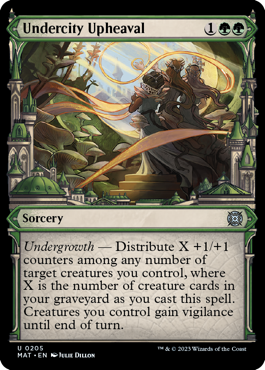 Undercity Upheaval 1
Sorcery
Undergrowth — Distribute X +1/+1
counters among any number of
target creatures you control, where
X is the number of creature cards in
your graveyard as you cast this spell.
Creatures you control gain vigilance
until end of turn.
U 0205
MAT • EN Julie Dillon
™ & © 2023 Wizards of the Coast